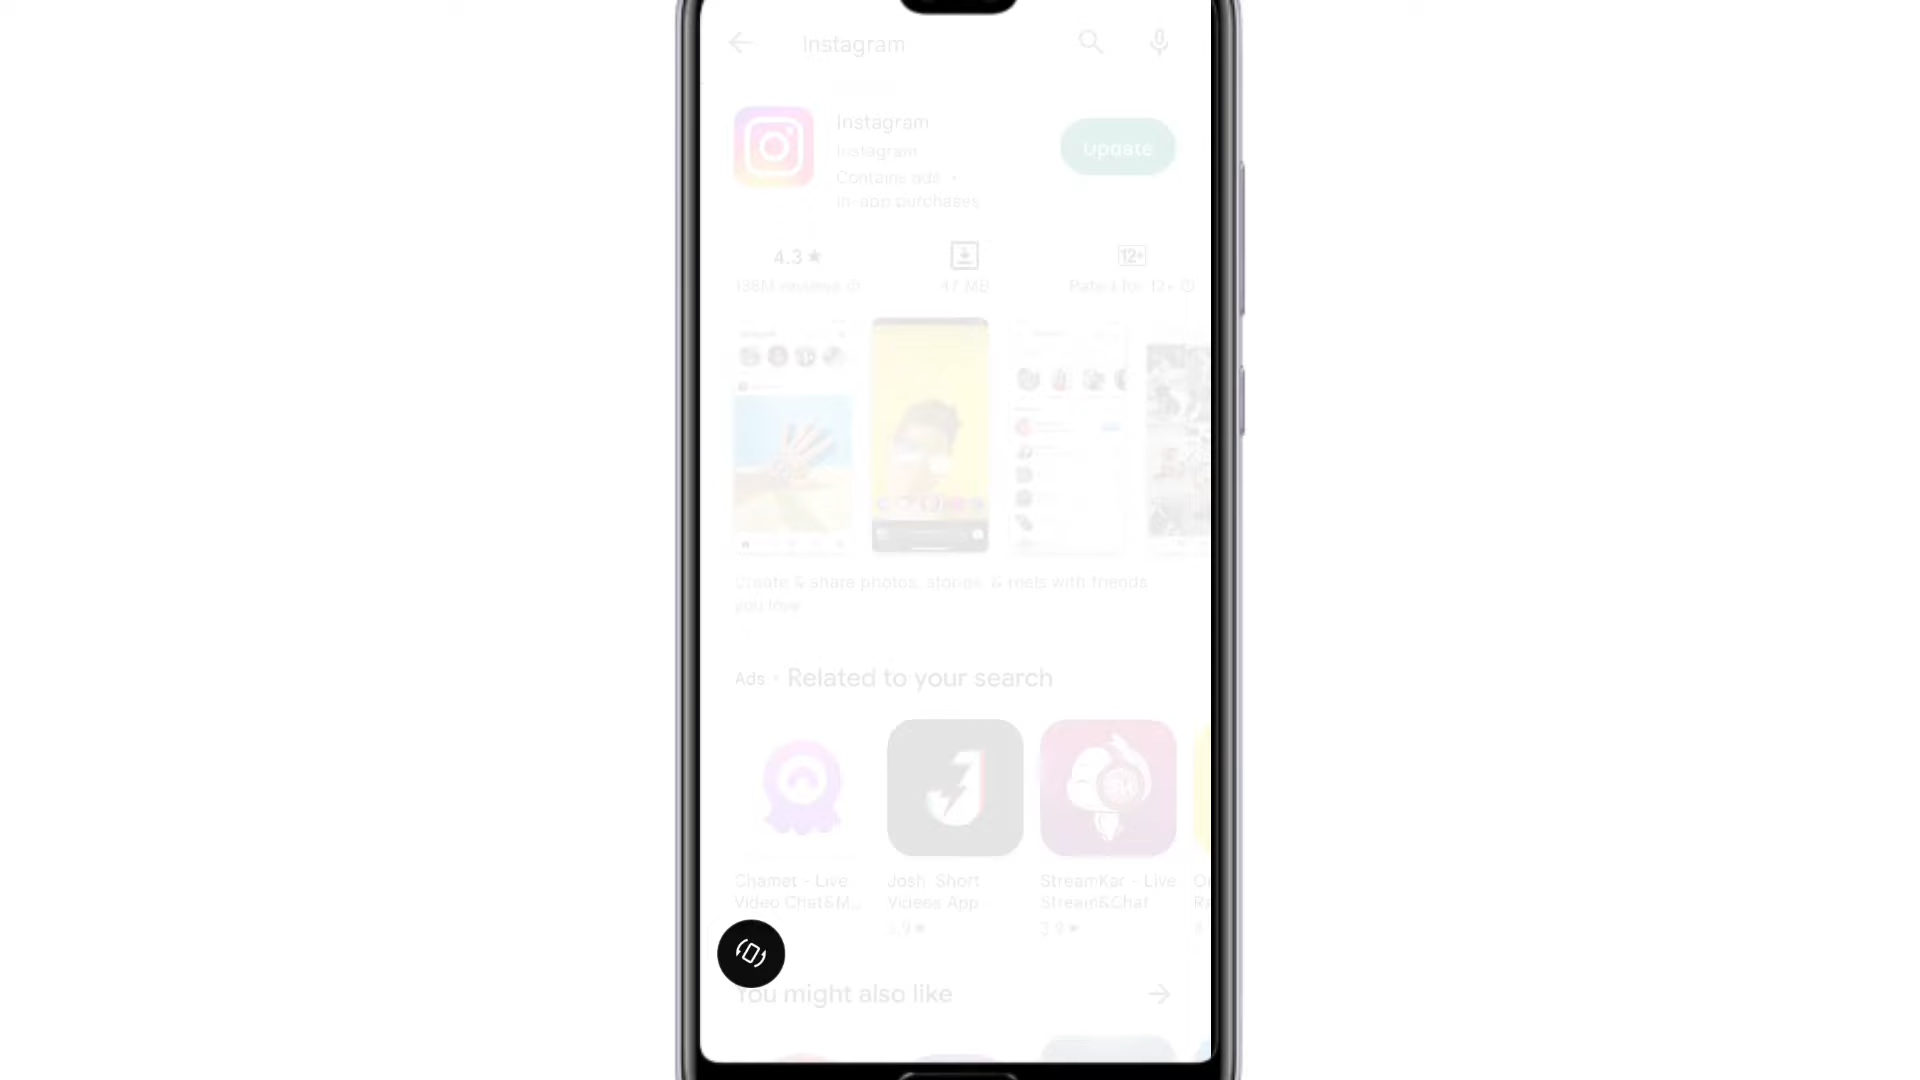 Instagram
Instagram
Instagram
Update
Contains ads •
In-app purchases
4.3★
12+
138M reviews
47 MB
Rated for 12+
Create & share photos, stories, & reels with friends
you love
Ads • Related to your search
Chamet - Live
Video Chat&M...
Josh Short
Videos App
StreamKar - Live
Stream&Chat
3.9★
3.9★
You might also like